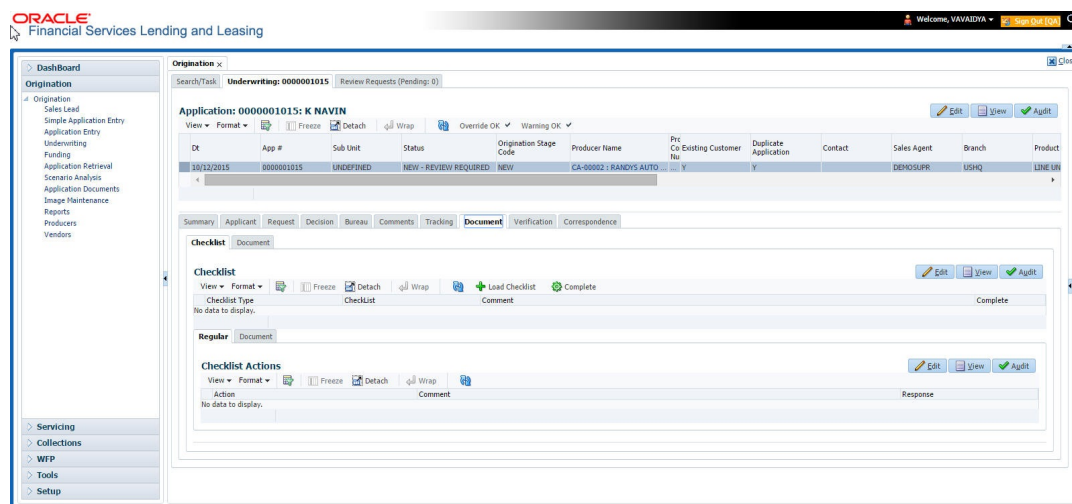 ORACLE
Financial Services Lending and Leasing
Welcome, VAVAIDYA Sign Out [QA]
DashBoard
Origination
Origination
Sales Lead
Simple Application Entry
Application Entry
Underwriting
Funding
Application Retrieval
Scenario Analysis
Application Documents
Image Maintenance
Reports
Producers
Vendors
Servicing
Collections
WFP
Tools
Setup
Origination x Clos
Search/Task Underwriting: 0000001015 Review Requests (Pending: 0)
Application: 0000001015: K NAVIN Edit View Audit
View Format Freeze Detach Wrap Override OK Warning OK
Dt App # Sub Unit Status Origination Stage Code Producer Name Prc Co Nu Existing Customer Duplicate Application Contact Sales Agent Branch Product
10/12/2015 0000001015 UNDEFINED NEW - REVIEW REQUIRED NEW CA-00002 : RANDYS AUTO ... ... Y Y DEMOSUPR USHQ LINE UN
Summary Applicant Request Decision Bureau Comments Tracking Document Verification Correspondence
Checklist Document
Checklist Edit View Audit
View Format Freeze Detach Wrap Load Checklist Complete
Checklist Type CheckList Comment Complete
No data to display.
Regular Document
Checklist Actions Edit View Audit
View Format Freeze Detach Wrap
Action Comment Response
No data to display.